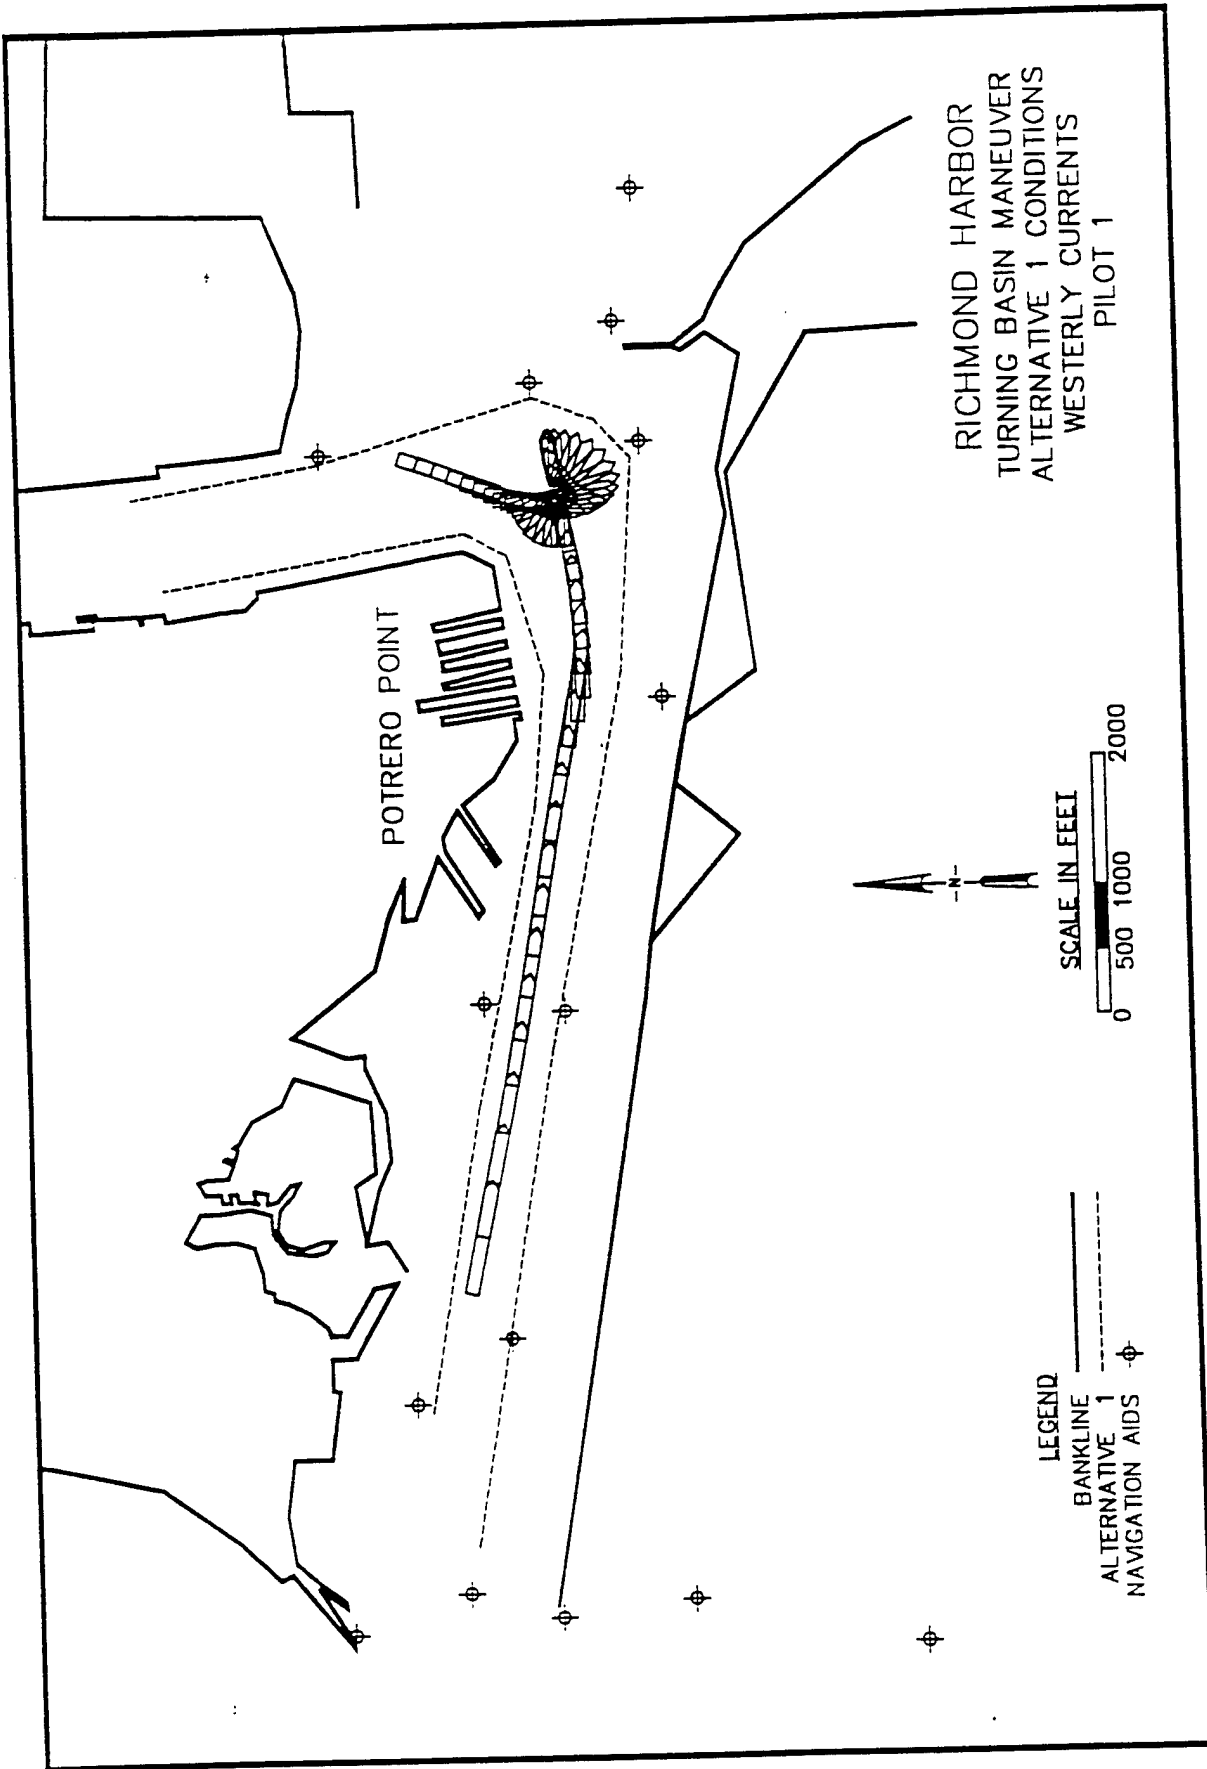 POTRERO POINT
RICHMOND HARBOR
TURNING BASIN MANEUVER
ALTERNATIVE 1 CONDITIONS
WESTERLY CURRENTS
PILOT 1
-N-
SCALE IN FEET
0 500 1000 2000
LEGEND
BANKLINE
ALTERNATIVE 1
NAVIGATION AIDS